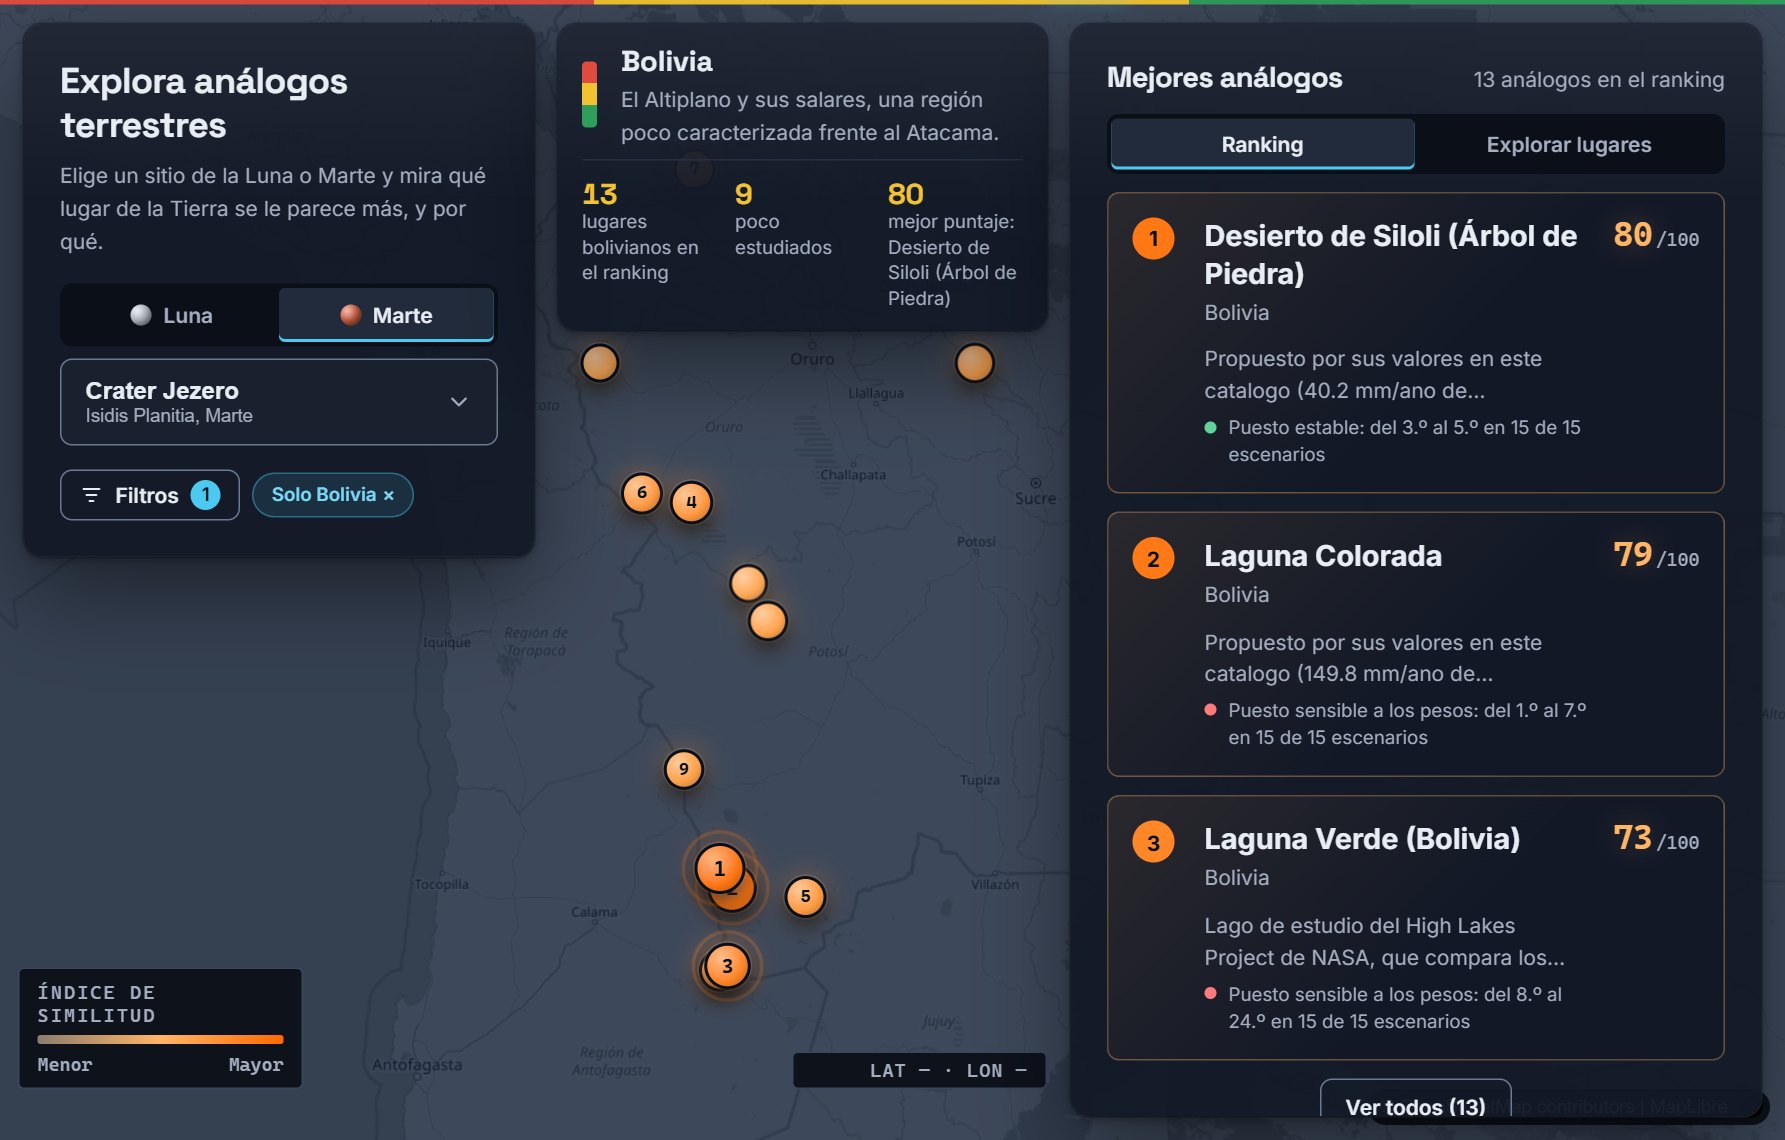 Explora análogos
terrestres
Elige un sitio de la Luna o Marte y mira qué
lugar de la Tierra se le parece más, y por
qué.
Luna
Marte
Crater Jezero
Isidis Planitia, Marte
Filtros 1
Solo Bolivia ×
Bolivia
El Altiplano y sus salares, una región
poco caracterizada frente al Atacama.
13
lugares
bolivianos en
el ranking
9
poco
estudiados
80
mejor puntaje:
Desierto de
Siloli (Árbol de
Piedra)
7
Oruro
Llallagua
Oruro
Challapata
Sucre
6
4
Potosí
Iquique
Región de
Tarapacá
Potosí
9
Tupiza
1
2
5
Tocopilla
Villazón
Calama
3
Jujuy
Región de
Antofagasta
Antofagasta
ÍNDICE DE
SIMILITUD
Menor
Mayor
LAT — · LON —
Mejores análogos
13 análogos en el ranking
Ranking
Explorar lugares
1
Desierto de Siloli (Árbol de
Piedra)
80/100
Bolivia
Propuesto por sus valores en este
catalogo (40.2 mm/ano de...
Puesto estable: del 3.º al 5.º en 15 de 15
escenarios
2
Laguna Colorada
79/100
Bolivia
Propuesto por sus valores en este
catalogo (149.8 mm/ano de...
Puesto sensible a los pesos: del 1.º al 7.º
en 15 de 15 escenarios
3
Laguna Verde (Bolivia)
73/100
Bolivia
Lago de estudio del High Lakes
Project de NASA, que compara los...
Puesto sensible a los pesos: del 8.º al
24.º en 15 de 15 escenarios
Ver todos (13)
contributors | MapLibre